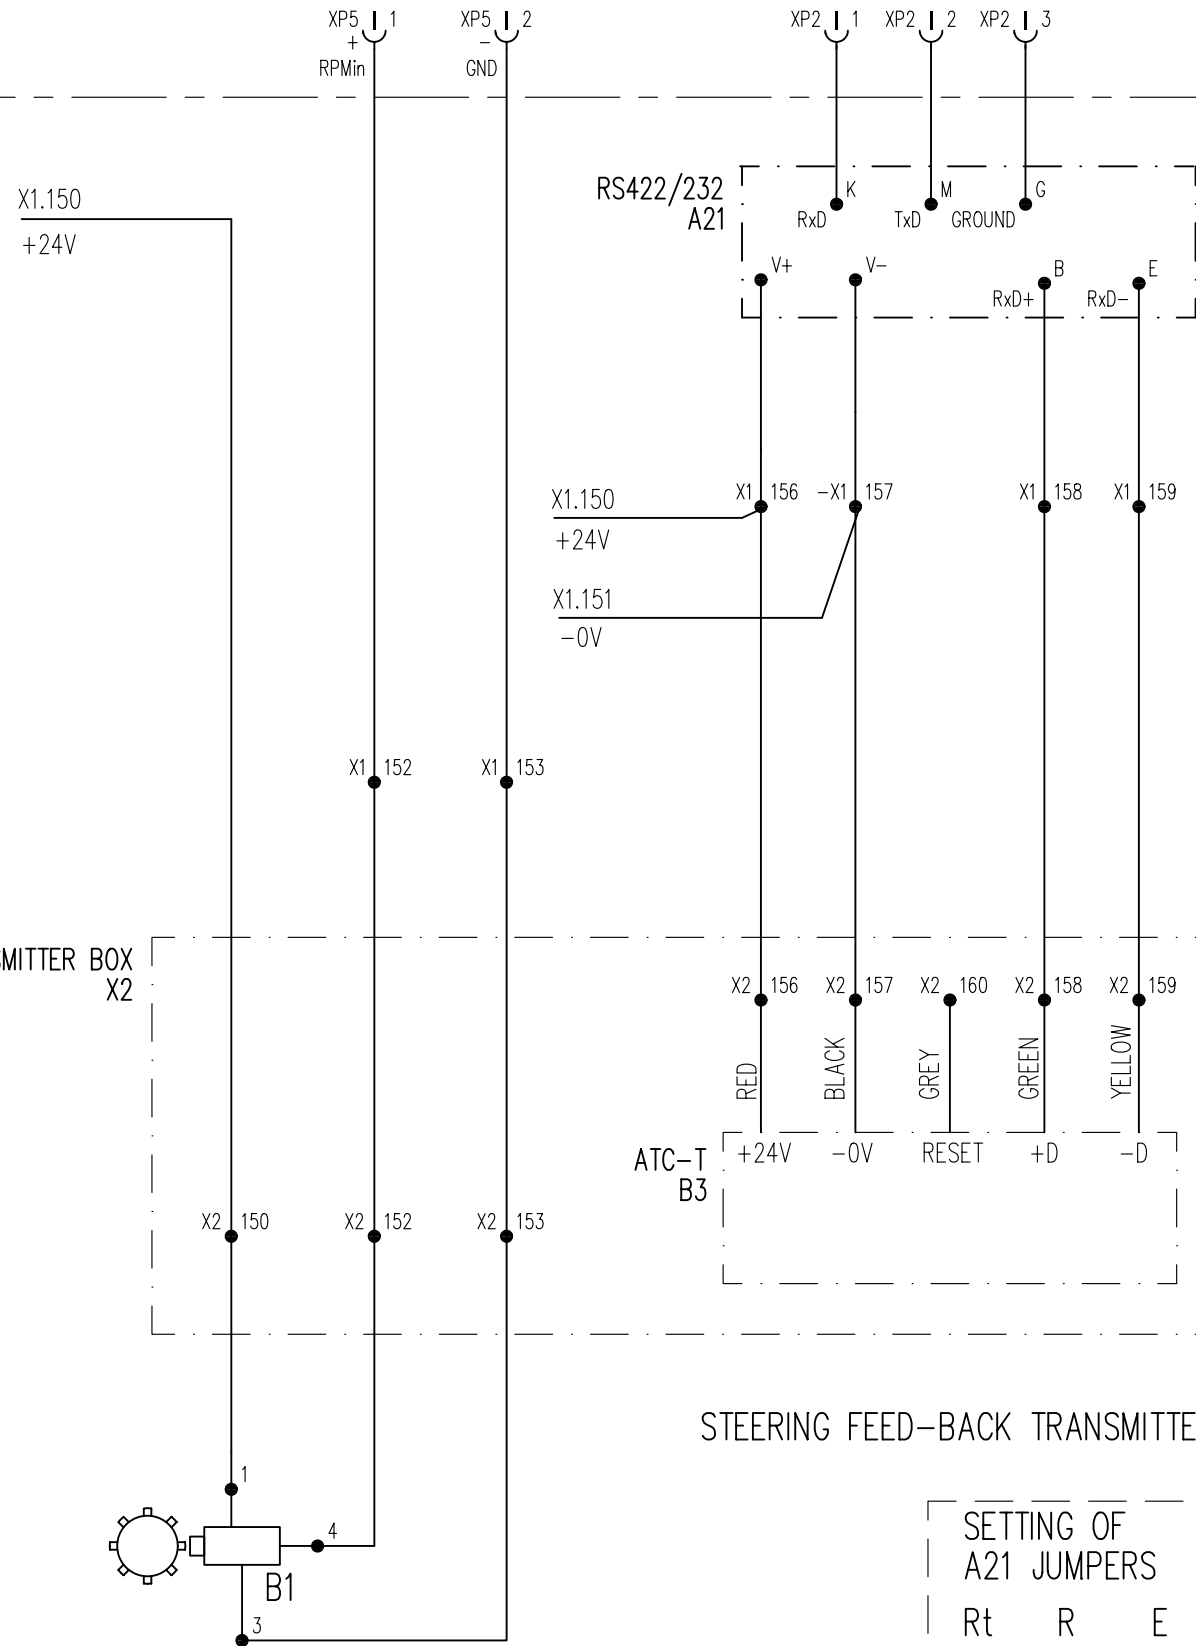 XP5 1
+
RPMin
XP5 2
-
GND
XP2 1
XP2 2
XP2 3
X1.150
+24V
RS422/232
A21
K
RxD
M
TxD
G
GROUND
V+
V-
B
RxD+
E
RxD-
X1 156
-X1 157
X1 158
X1 159
X1.150
+24V
X1.151
-0V
X1 152
X1 153
MITTER BOX
X2
X2 156
X2 157
X2 160
X2 158
X2 159
RED
BLACK
GREY
GREEN
YELLOW
ATC-T
B3
+24V
-0V
RESET
+D
-D
X2 150
X2 152
X2 153
STEERING FEED-BACK TRANSMITTE
1
4
B1
3
SETTING OF
A21 JUMPERS
Rt R E